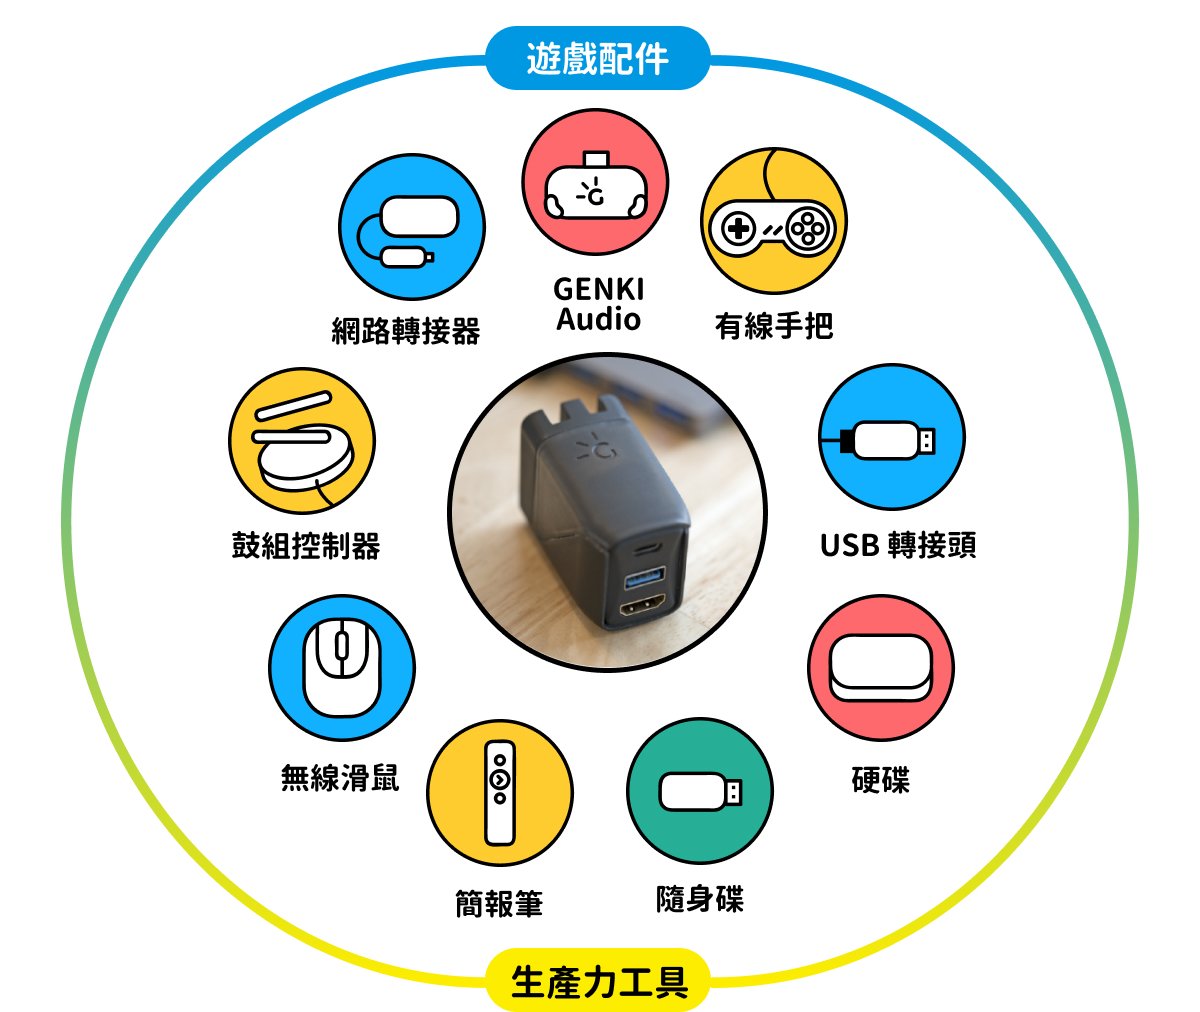 遊戲配件
GENKI
Audio
網路轉接器
有線手把
鼓組控制器
USB 轉接頭
無線滑鼠
硬碟
簡報筆
隨身碟
生產力工具